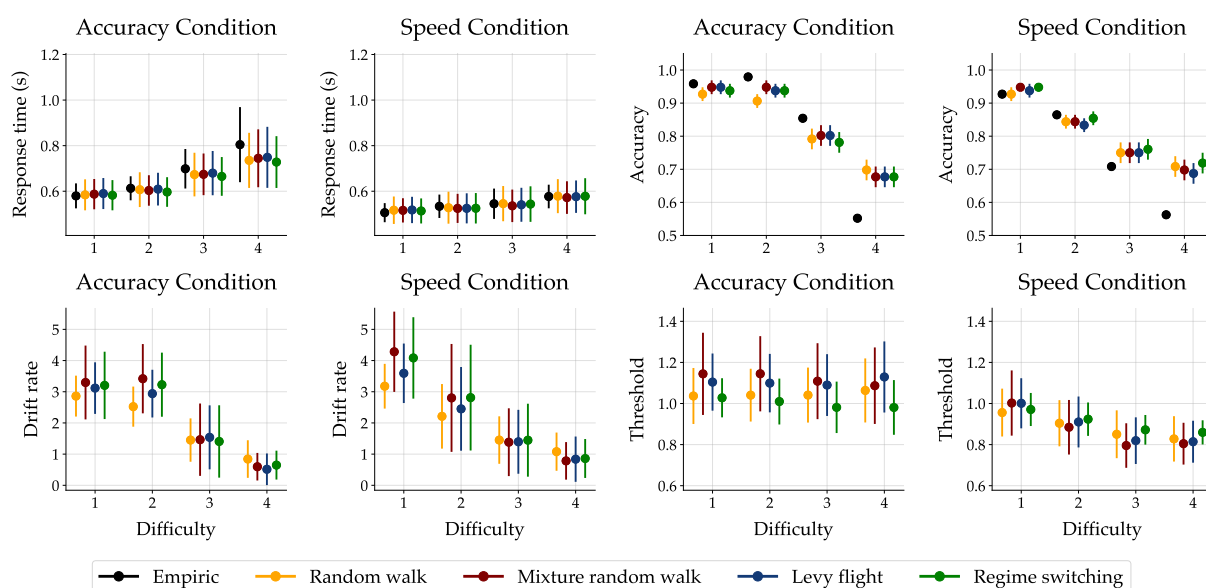 Accuracy Condition
Speed Condition
Accuracy Condition
Speed Condition
Response time (s)
1.2
1.0
0.8
0.6
1 2 3 4
Response time (s)
1.2
1.0
0.8
0.6
1 2 3 4
Accuracy
1.0
0.9
0.8
0.7
0.6
0.5
1 2 3 4
Accuracy
1.0
0.9
0.8
0.7
0.6
0.5
1 2 3 4
Accuracy Condition
Speed Condition
Accuracy Condition
Speed Condition
Drift rate
5
4
3
2
1
0
1 2 3 4
Difficulty
Drift rate
5
4
3
2
1
0
1 2 3 4
Difficulty
Threshold
1.4
1.2
1.0
0.8
0.6
1 2 3 4
Difficulty
Threshold
1.4
1.2
1.0
0.8
0.6
1 2 3 4
Difficulty
Empiric Random walk Mixture random walk Levy flight Regime switching